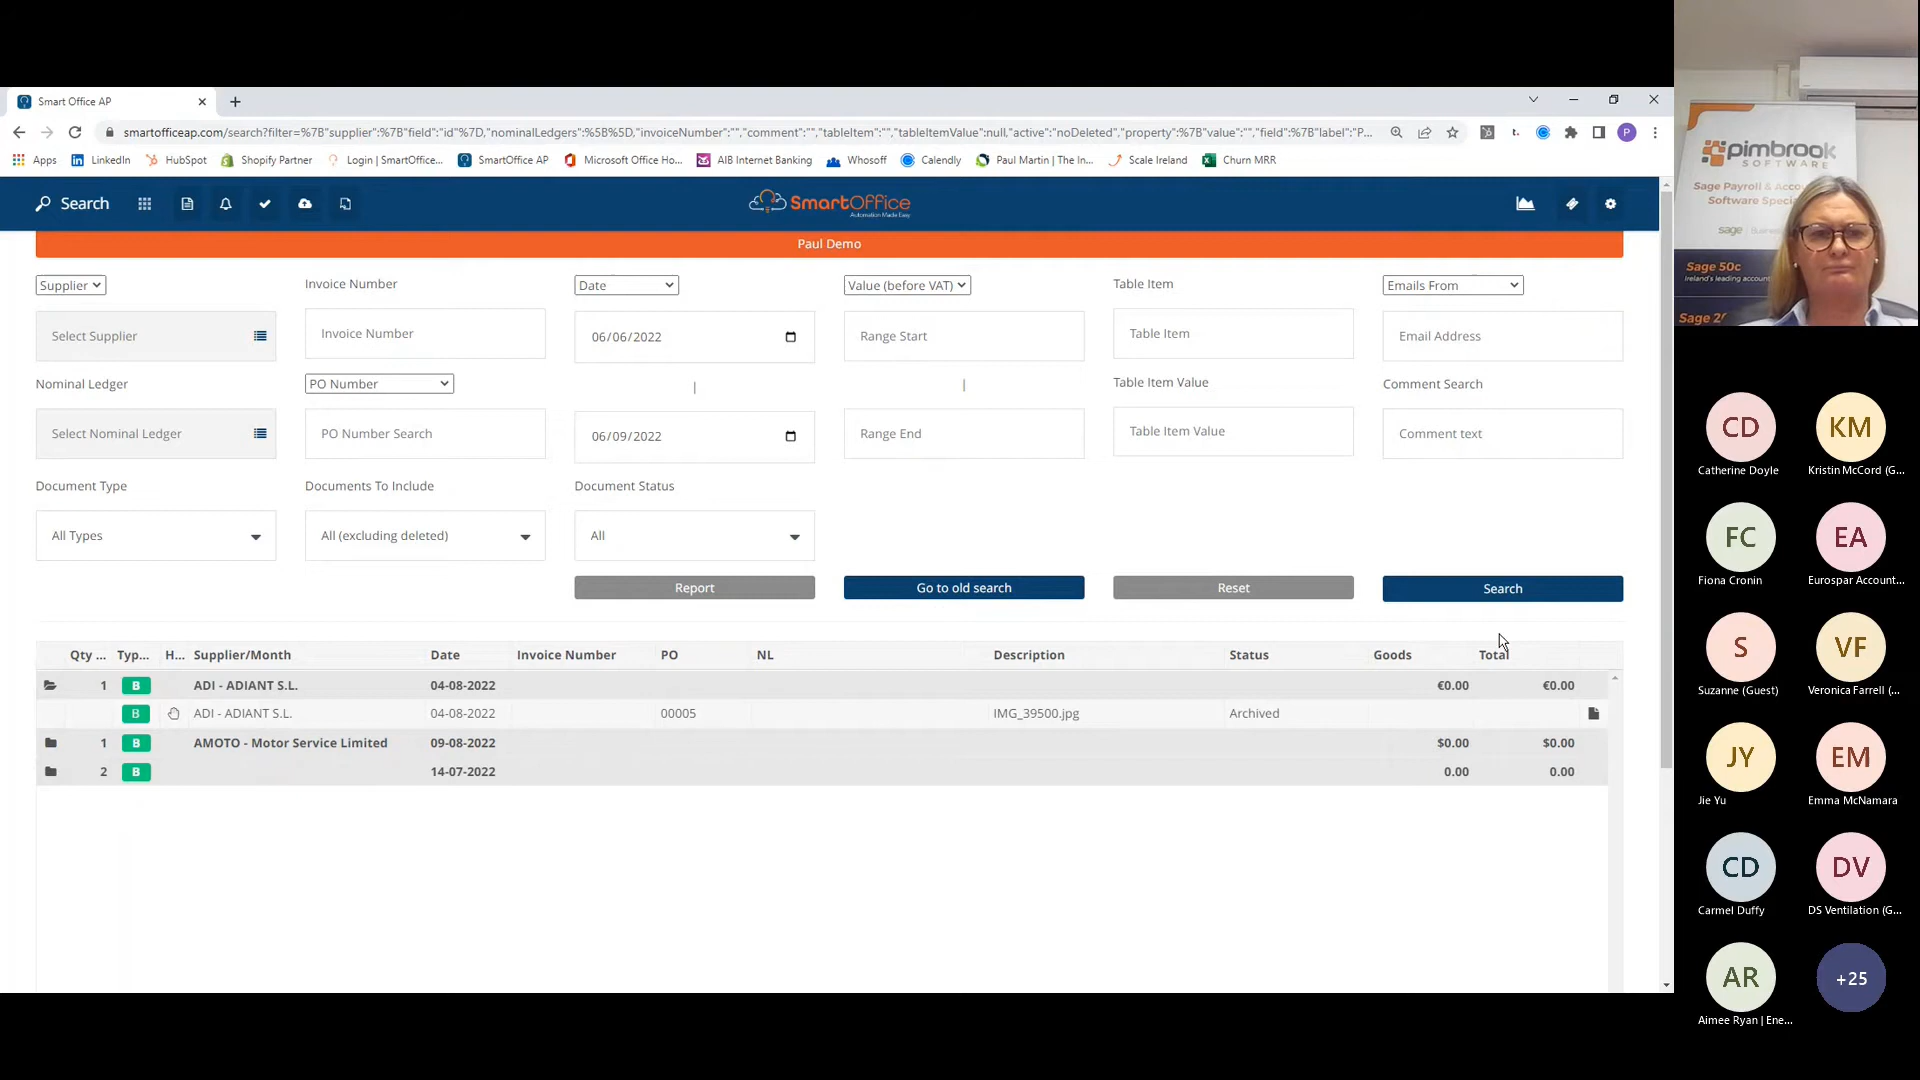 Smart Office AP
smartofficeap.com/search?filter=%7B"supplier":%7B"field":"id"%7D,"nominalLedgers":%5B%5D,"invoiceNumber":"","comment":"","tableItem":"","tableItemValue":null,"active":"noDeleted","property":%7B"value":"","field":%7B"label":"P...
P
Apps LinkedIn HubSpot Shopify Partner Login | SmartOffice... SmartOffice AP Microsoft Office Ho... AIB Internet Banking Whosoff Calendly Paul Martin | The In... Scale Ireland Churn MRR
Search
SmartOffice
Automation Made Easy
Paul Demo
Supplier Invoice Number Date Value (before VAT) Table Item Emails From
Select Supplier Invoice Number 06/06/2022 Range Start Table Item Email Address
Nominal Ledger PO Number | | Table Item Value Comment Search
Select Nominal Ledger PO Number Search 06/09/2022 Range End Table Item Value Comment text
Document Type Documents To Include Document Status
All Types All (excluding deleted) All
Report Go to old search Reset Search
Qty ... Typ... H... Supplier/Month Date Invoice Number PO NL Description Status Goods Total
1 B ADI - ADIANT S.L. 04-08-2022 €0.00 €0.00
B ADI - ADIANT S.L. 04-08-2022 00005 IMG_39500.jpg Archived
1 B AMOTO - Motor Service Limited 09-08-2022 $0.00 $0.00
2 B 14-07-2022 0.00 0.00
pimbrook
SOFTWARE
Sage Payroll & Acco
Software Speci
sage
Sage 50c
Ireland's leading account
Sage 2
CD KM
Catherine Doyle Kristin McCord (G...
FC EA
Fiona Cronin Eurospar Account...
S VF
Suzanne (Guest) Veronica Farrell (...
JY EM
Jie Yu Emma McNamara
CD DV
Carmel Duffy DS Ventilation (G...
AR +25
Aimee Ryan | Ene...